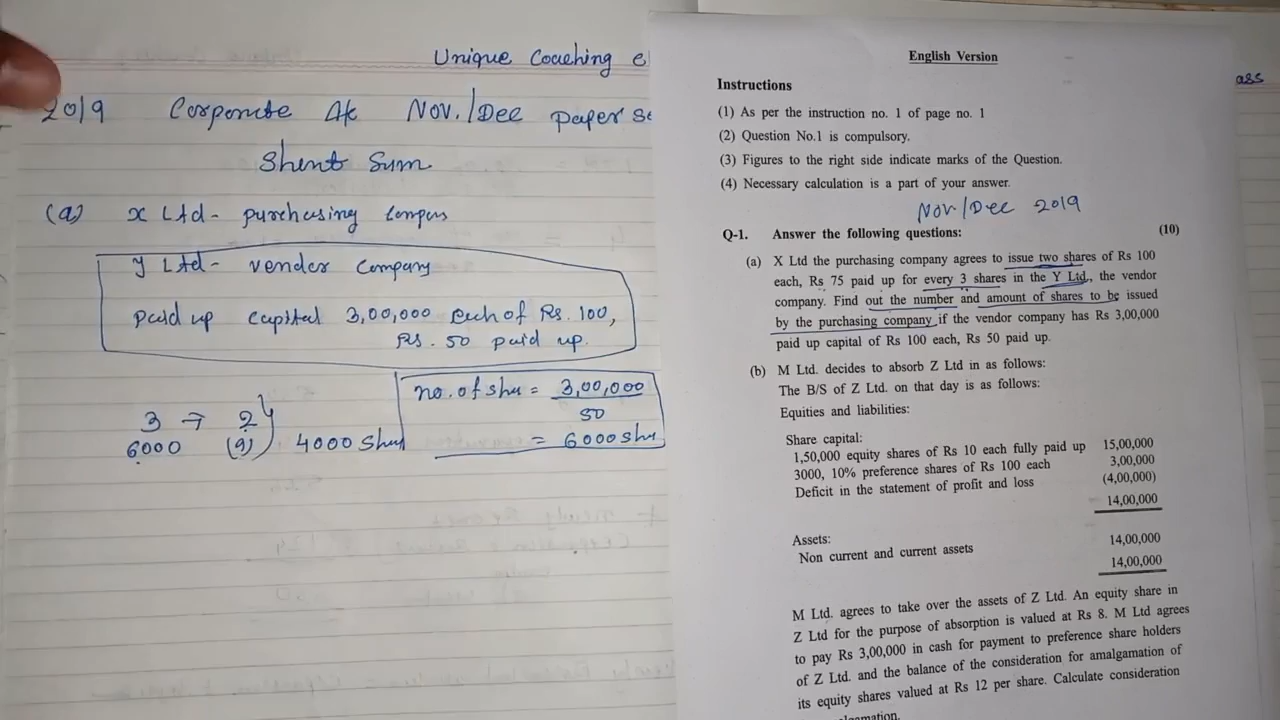 Unique Coaching c
2019 Corporate A/c Nov./Dec paper S
Short Sum
(a) x Ltd - purchasing
y Ltd - vender Company
Paid up capital 3,00,000 each of Rs. 100,
Rs. 50 paid up.
no. of sha = 3,00,000
50
= 6000 sha
3 → 2
6000 (?) 4000 Shar
ass
English Version
Instructions
(1) As per the instruction no. 1 of page no. 1
(2) Question No.1 is compulsory.
(3) Figures to the right side indicate marks of the Question.
(4) Necessary calculation is a part of your answer.
Nov./Dec 2019
Q-1. Answer the following questions: (10)
(a) X Ltd the purchasing company agrees to issue two shares of Rs 100
each, Rs 75 paid up for every 3 shares in the Y Ltd., the vendor
company. Find out the number and amount of shares to be issued
by the purchasing company if the vendor company has Rs 3,00,000
paid up capital of Rs 100 each, Rs 50 paid up.
(b) M Ltd. decides to absorb Z Ltd in as follows:
The B/S of Z Ltd. on that day is as follows:
Equities and liabilities:
Share capital:
1,50,000 equity shares of Rs 10 each fully paid up 15,00,000
3000, 10% preference shares of Rs 100 each 3,00,000
Deficit in the statement of profit and loss (4,00,000)
14,00,000
Assets:
Non current and current assets 14,00,000
14,00,000
M Ltd. agrees to take over the assets of Z Ltd. An equity share in
Z Ltd for the purpose of absorption is valued at Rs 8. M Ltd agrees
to pay Rs 3,00,000 in cash for payment to preference share holders
of Z Ltd. and the balance of the consideration for amalgamation of
its equity shares valued at Rs 12 per share. Calculate consideration